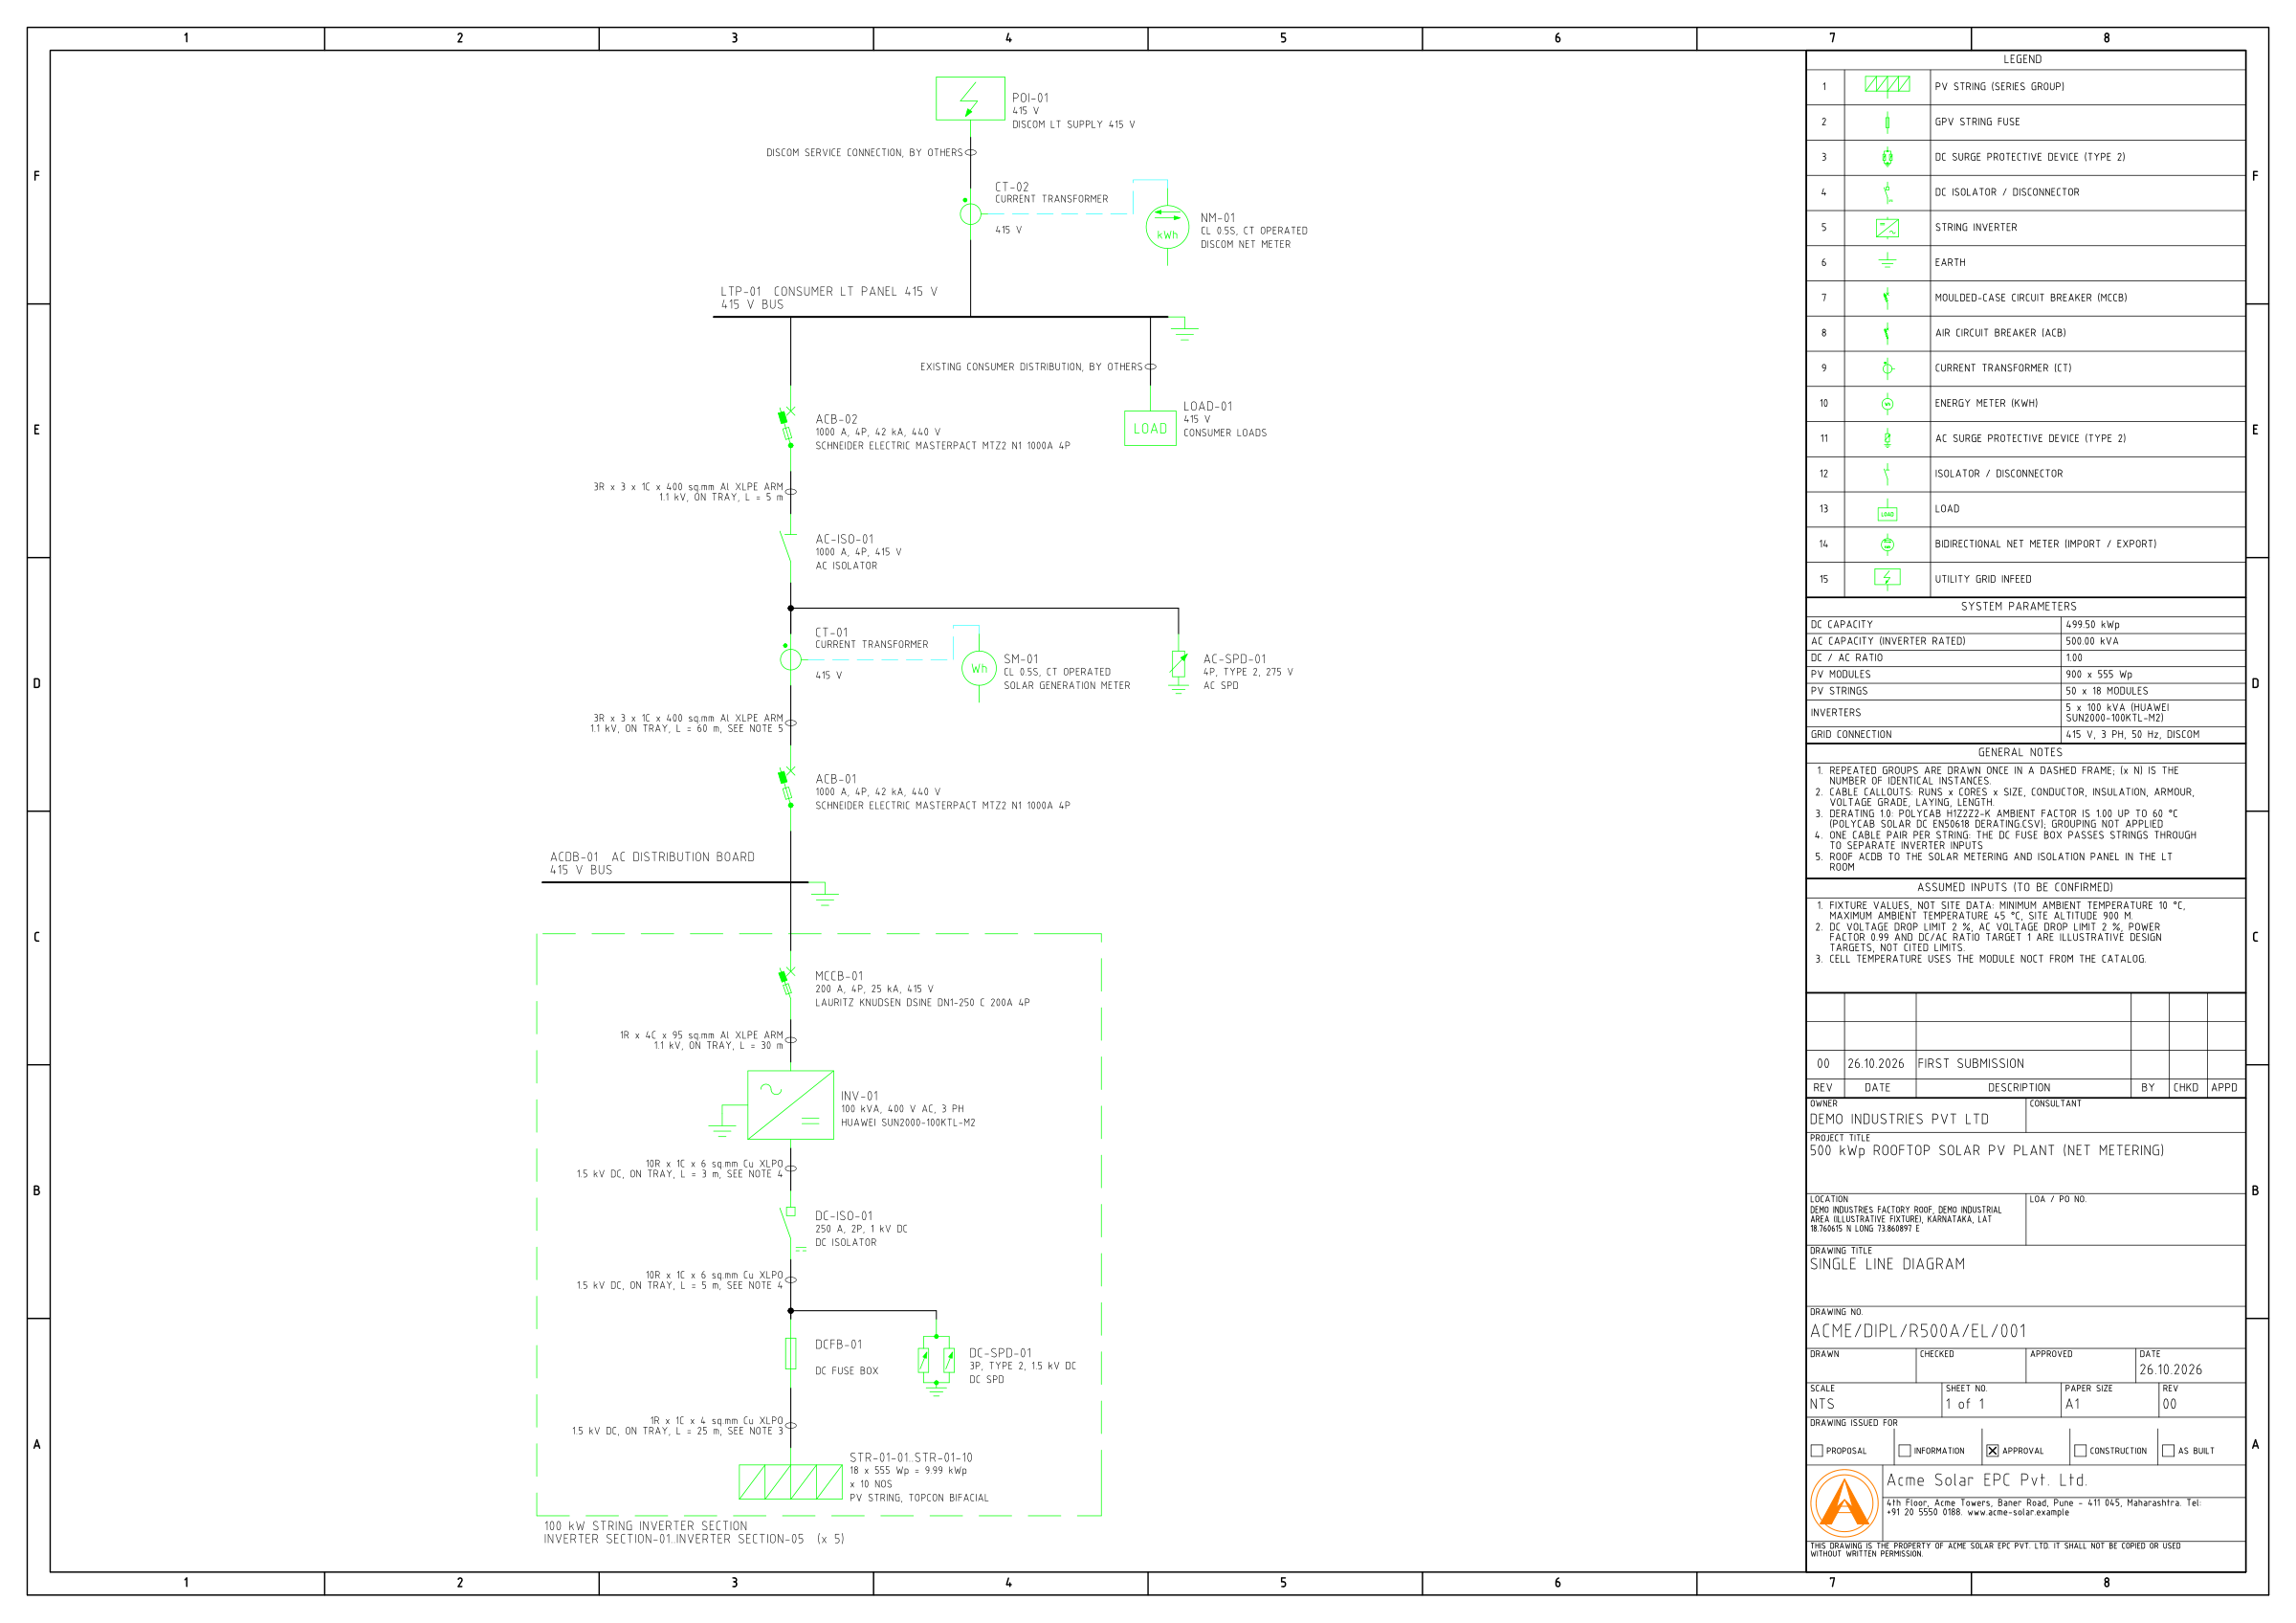 1 2 3 4 5 6 7 8
F
E
D
C
B
A
POI-01
415 V
DISCOM LT SUPPLY 415 V
DISCOM SERVICE CONNECTION, BY OTHERS
CT-02
CURRENT TRANSFORMER
415 V
kWh
NM-01
CL 0.5S, CT OPERATED
DISCOM NET METER
LTP-01 CONSUMER LT PANEL 415 V
415 V BUS
EXISTING CONSUMER DISTRIBUTION, BY OTHERS
LOAD
LOAD-01
415 V
CONSUMER LOADS
ACB-02
1000 A, 4P, 42 kA, 440 V
SCHNEIDER ELECTRIC MASTERPACT MTZ2 N1 1000A 4P
3R x 3 x 1C x 400 sq.mm Al XLPE ARM
1.1 kV, ON TRAY, L = 5 m
AC-ISO-01
1000 A, 4P, 415 V
AC ISOLATOR
CT-01
CURRENT TRANSFORMER
415 V
Wh
SM-01
CL 0.5S, CT OPERATED
SOLAR GENERATION METER
AC-SPD-01
4P, TYPE 2, 275 V
AC SPD
3R x 3 x 1C x 400 sq.mm Al XLPE ARM
1.1 kV, ON TRAY, L = 60 m, SEE NOTE 5
ACB-01
1000 A, 4P, 42 kA, 440 V
SCHNEIDER ELECTRIC MASTERPACT MTZ2 N1 1000A 4P
ACDB-01 AC DISTRIBUTION BOARD
415 V BUS
MCCB-01
200 A, 4P, 25 kA, 415 V
LAURITZ KNUDSEN DSINE DN1-250 C 200A 4P
1R x 4C x 95 sq.mm Al XLPE ARM
1.1 kV, ON TRAY, L = 30 m
INV-01
100 kVA, 400 V AC, 3 PH
HUAWEI SUN2000-100KTL-M2
10R x 1C x 6 sq.mm Cu XLPO
1.5 kV DC, ON TRAY, L = 3 m, SEE NOTE 4
DC-ISO-01
250 A, 2P, 1 kV DC
DC ISOLATOR
10R x 1C x 6 sq.mm Cu XLPO
1.5 kV DC, ON TRAY, L = 5 m, SEE NOTE 4
DCFB-01
DC FUSE BOX
DC-SPD-01
3P, TYPE 2, 1.5 kV DC
DC SPD
1R x 1C x 4 sq.mm Cu XLPO
1.5 kV DC, ON TRAY, L = 25 m, SEE NOTE 3
STR-01-01..STR-01-10
18 x 555 Wp = 9.99 kWp
x 10 NOS
PV STRING, TOPCON BIFACIAL
100 kW STRING INVERTER SECTION
INVERTER SECTION-01..INVERTER SECTION-05 (x 5)
LEGEND
1 PV STRING (SERIES GROUP)
2 GPV STRING FUSE
3 DC SURGE PROTECTIVE DEVICE (TYPE 2)
4 DC ISOLATOR / DISCONNECTOR
5 STRING INVERTER
6 EARTH
7 MOULDED-CASE CIRCUIT BREAKER (MCCB)
8 AIR CIRCUIT BREAKER (ACB)
9 CURRENT TRANSFORMER (CT)
10 ENERGY METER (KWH)
11 AC SURGE PROTECTIVE DEVICE (TYPE 2)
12 ISOLATOR / DISCONNECTOR
13 LOAD LOAD
14 BIDIRECTIONAL NET METER (IMPORT / EXPORT)
15 UTILITY GRID INFEED
SYSTEM PARAMETERS
DC CAPACITY 499.50 kWp
AC CAPACITY (INVERTER RATED) 500.00 kVA
DC / AC RATIO 1.00
PV MODULES 900 x 555 Wp
PV STRINGS 50 x 18 MODULES
INVERTERS 5 x 100 kVA (HUAWEI
SUN2000-100KTL-M2)
GRID CONNECTION 415 V, 3 PH, 50 Hz, DISCOM
GENERAL NOTES
1. REPEATED GROUPS ARE DRAWN ONCE IN A DASHED FRAME; (x N) IS THE
NUMBER OF IDENTICAL INSTANCES.
2. CABLE CALLOUTS: RUNS x CORES x SIZE, CONDUCTOR, INSULATION, ARMOUR,
VOLTAGE GRADE, LAYING, LENGTH.
3. DERATING 1.0: POLYCAB H1Z2Z2-K AMBIENT FACTOR IS 1.00 UP TO 60 °C
(POLYCAB SOLAR DC EN50618 DERATING.CSV); GROUPING NOT APPLIED
4. ONE CABLE PAIR PER STRING: THE DC FUSE BOX PASSES STRINGS THROUGH
TO SEPARATE INVERTER INPUTS
5. ROOF ACDB TO THE SOLAR METERING AND ISOLATION PANEL IN THE LT
ROOM
ASSUMED INPUTS (TO BE CONFIRMED)
1. FIXTURE VALUES, NOT SITE DATA: MINIMUM AMBIENT TEMPERATURE 10 °C,
MAXIMUM AMBIENT TEMPERATURE 45 °C, SITE ALTITUDE 900 M.
2. DC VOLTAGE DROP LIMIT 2 %, AC VOLTAGE DROP LIMIT 2 %, POWER
FACTOR 0.99 AND DC/AC RATIO TARGET 1 ARE ILLUSTRATIVE DESIGN
TARGETS, NOT CITED LIMITS.
3. CELL TEMPERATURE USES THE MODULE NOCT FROM THE CATALOG.
00 26.10.2026 FIRST SUBMISSION
REV DATE DESCRIPTION BY CHKD APPD
OWNER CONSULTANT
DEMO INDUSTRIES PVT LTD
PROJECT TITLE
500 kWp ROOFTOP SOLAR PV PLANT (NET METERING)
LOCATION LOA / PO NO.
DEMO INDUSTRIES FACTORY ROOF, DEMO INDUSTRIAL
AREA (ILLUSTRATIVE FIXTURE), KARNATAKA, LAT
18.760615 N LONG 73.860897 E
DRAWING TITLE
SINGLE LINE DIAGRAM
DRAWING NO.
ACME/DIPL/R500A/EL/001
DRAWN CHECKED APPROVED DATE
26.10.2026
SCALE SHEET NO. PAPER SIZE REV
NTS 1 of 1 A1 00
DRAWING ISSUED FOR
PROPOSAL INFORMATION APPROVAL CONSTRUCTION AS BUILT
Acme Solar EPC Pvt. Ltd.
4th Floor, Acme Towers, Baner Road, Pune - 411 045, Maharashtra. Tel:
+91 20 5550 0188. www.acme-solar.example
THIS DRAWING IS THE PROPERTY OF ACME SOLAR EPC PVT. LTD. IT SHALL NOT BE COPIED OR USED
WITHOUT WRITTEN PERMISSION.
F
E
D
C
B
A
1 2 3 4 5 6 7 8